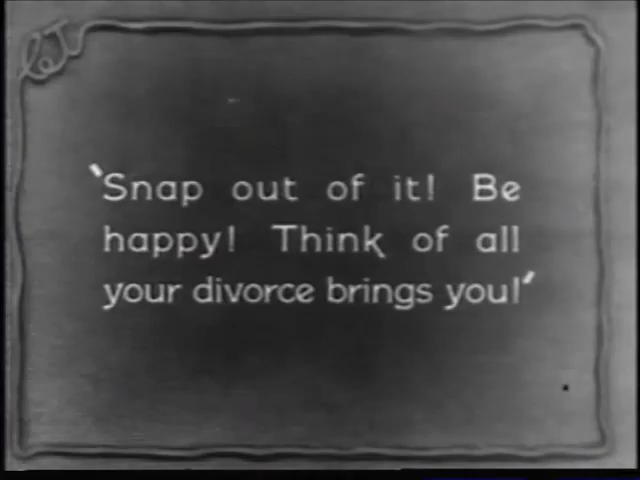 "Snap out of it! Be
happy! Think of all
your divorce brings you!"